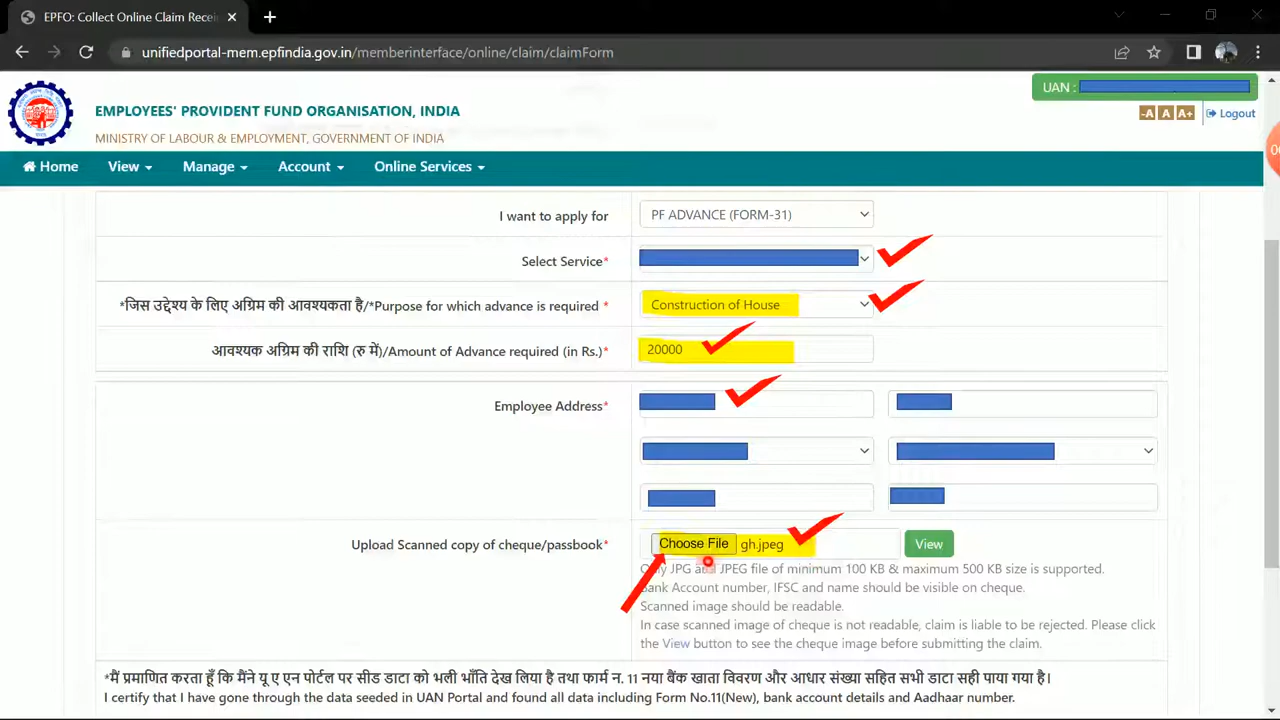 EPFO: Collect Online Claim Recei
unifiedportal-mem.epfindia.gov.in/memberinterface/online/claim/claimForm
UAN :
EMPLOYEES' PROVIDENT FUND ORGANISATION, INDIA
MINISTRY OF LABOUR & EMPLOYMENT, GOVERNMENT OF INDIA
-A A A+ Logout
Home View Manage Account Online Services
I want to apply for PF ADVANCE (FORM-31)
Select Service*
*जिस उद्देश्य के लिए अग्रिम की आवश्यकता है/*Purpose for which advance is required * Construction of House
आवश्यक अग्रिम की राशि (रु में)/Amount of Advance required (in Rs.)* 20000
Employee Address*
Upload Scanned copy of cheque/passbook* Choose File gh.jpeg View
Only JPG and JPEG file of minimum 100 KB & maximum 500 KB size is supported.
Bank Account number, IFSC and name should be visible on cheque.
Scanned image should be readable.
In case scanned image of cheque is not readable, claim is liable to be rejected. Please click
the View button to see the cheque image before submitting the claim.
*मैं प्रमाणित करता हूँ कि मैंने यू ए एन पोर्टल पर सीड डाटा को भली भाँति देख लिया है तथा फार्म न. 11 नया बैंक खाता विवरण और आधार संख्या सहित सभी डाटा सही पाया गया है।
I certify that I have gone through the data seeded in UAN Portal and found all data including Form No.11(New), bank account details and Aadhaar number.